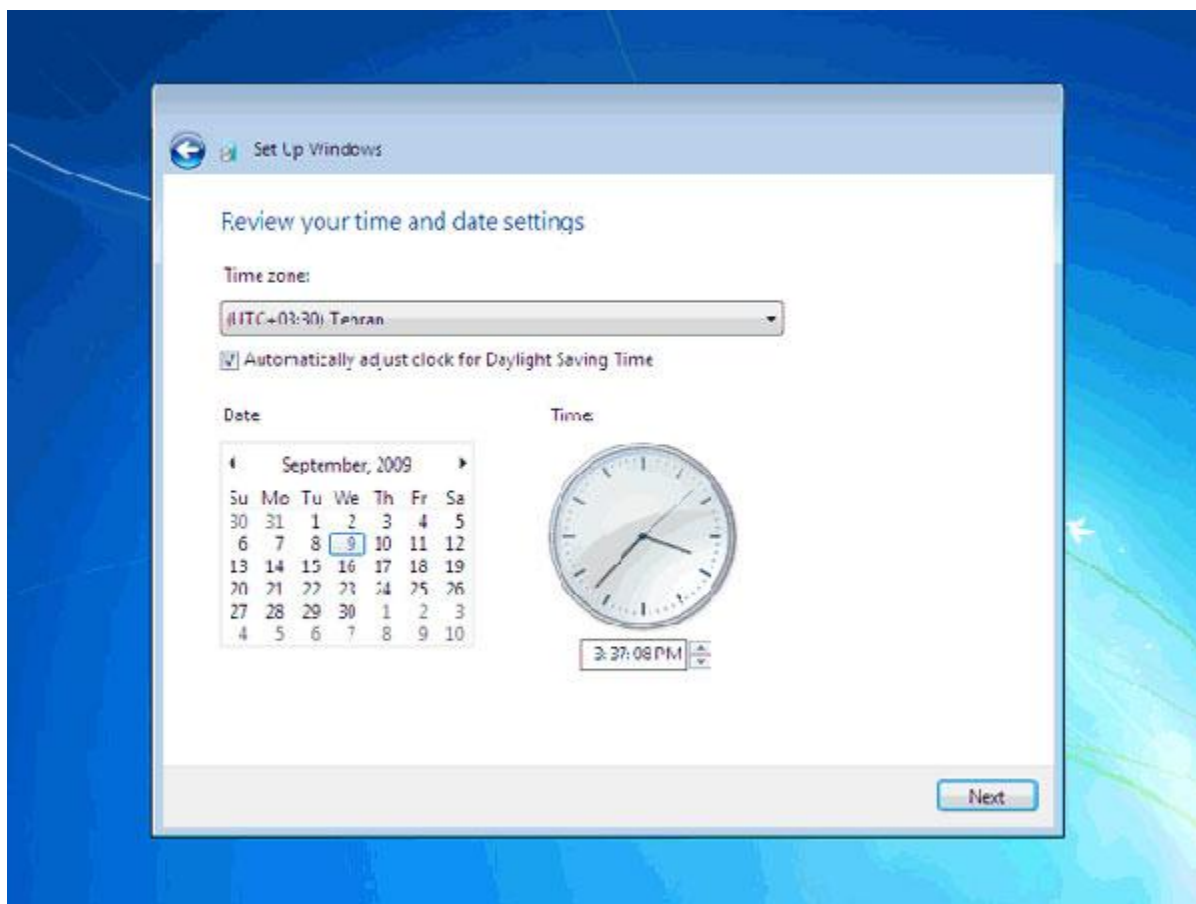 Set Up Windows
Review your time and date settings
Time zone:
(UTC+03:30) Tehran
Automatically adjust clock for Daylight Saving Time
Date Time:
September, 2009
Su Mo Tu We Th Fr Sa
30 31 1 2 3 4 5
6 7 8 9 10 11 12
13 14 15 16 17 18 19
20 21 22 23 24 25 26
27 28 29 30 1 2 3
4 5 6 7 8 9 10
3:37:08 PM
Next